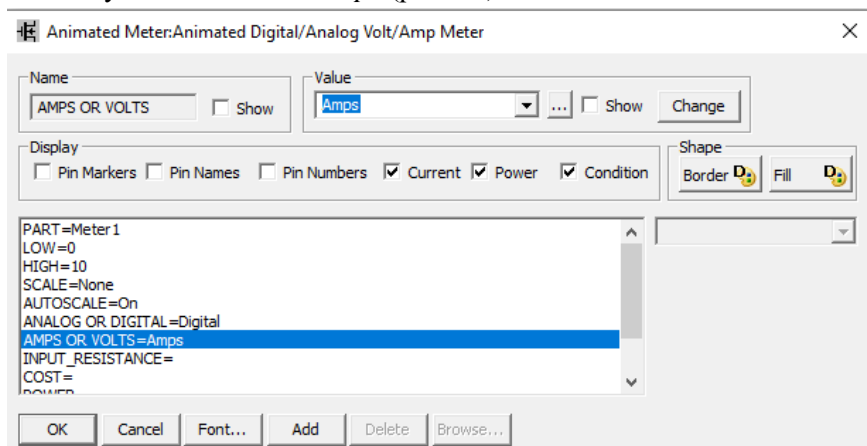 Animated Meter:Animated Digital/Analog Volt/Amp Meter
Name
AMPS OR VOLTS
Show
Value
Amps
...
Show
Change
Display
Pin Markers
Pin Names
Pin Numbers
Current
Power
Condition
Shape
Border
Fill
PART=Meter1
LOW=0
HIGH=10
SCALE=None
AUTOSCALE=On
ANALOG OR DIGITAL=Digital
AMPS OR VOLTS=Amps
INPUT_RESISTANCE=
COST=
OK
Cancel
Font...
Add
Delete
Browse...